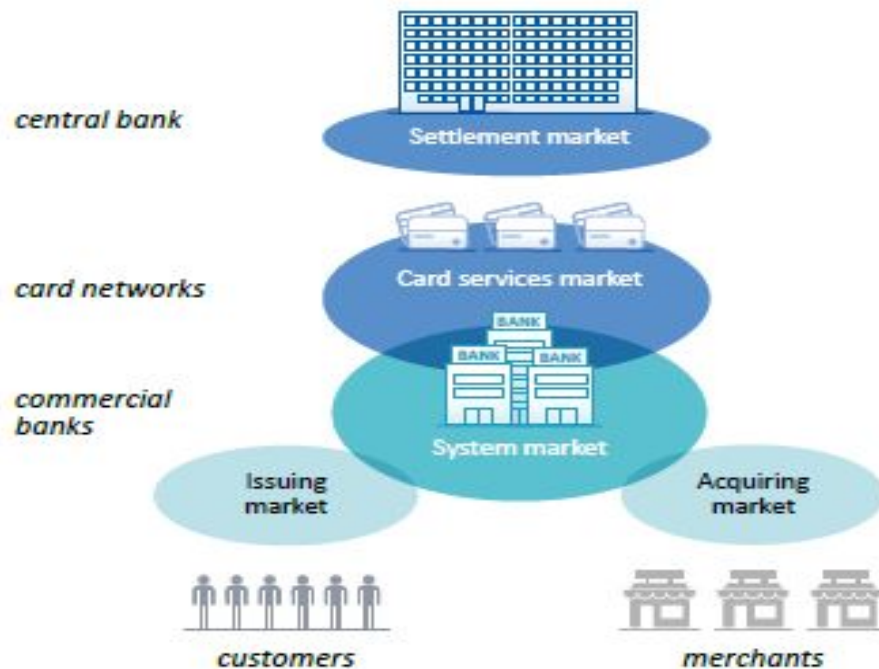 central bank
Settlement market
Card services market
card networks
BANK
BANK
BANK
commercial
banks
System market
Issuing
market
Acquiring
market
customers
merchants